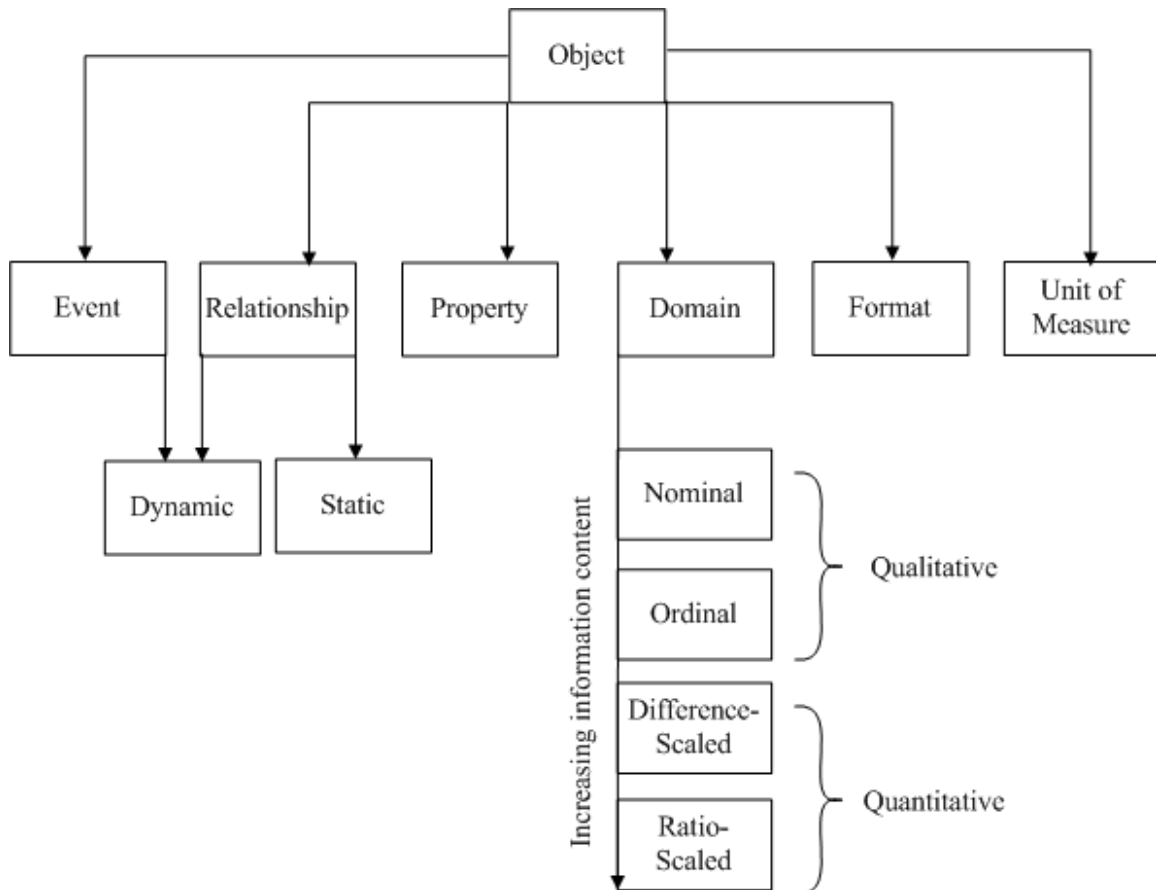 Object
Event
Relationship
Property
Domain
Format
Unit of
Measure
Dynamic
Static
Increasing information content
Nominal
Ordinal
Qualitative
Difference-
Scaled
Ratio-
Scaled
Quantitative